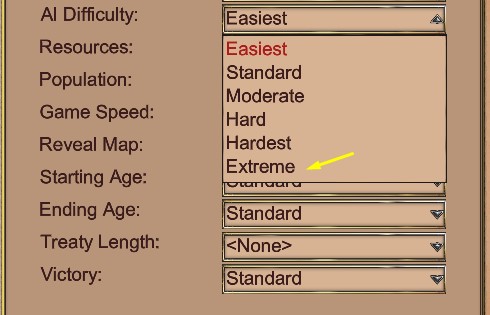 AI Difficulty: Easiest
Resources: Easiest
Standard
Population: Moderate
Game Speed: Hard
Reveal Map: Hardest
Extreme
Starting Age: Standard
Ending Age: Standard
Treaty Length: <None>
Victory: Standard